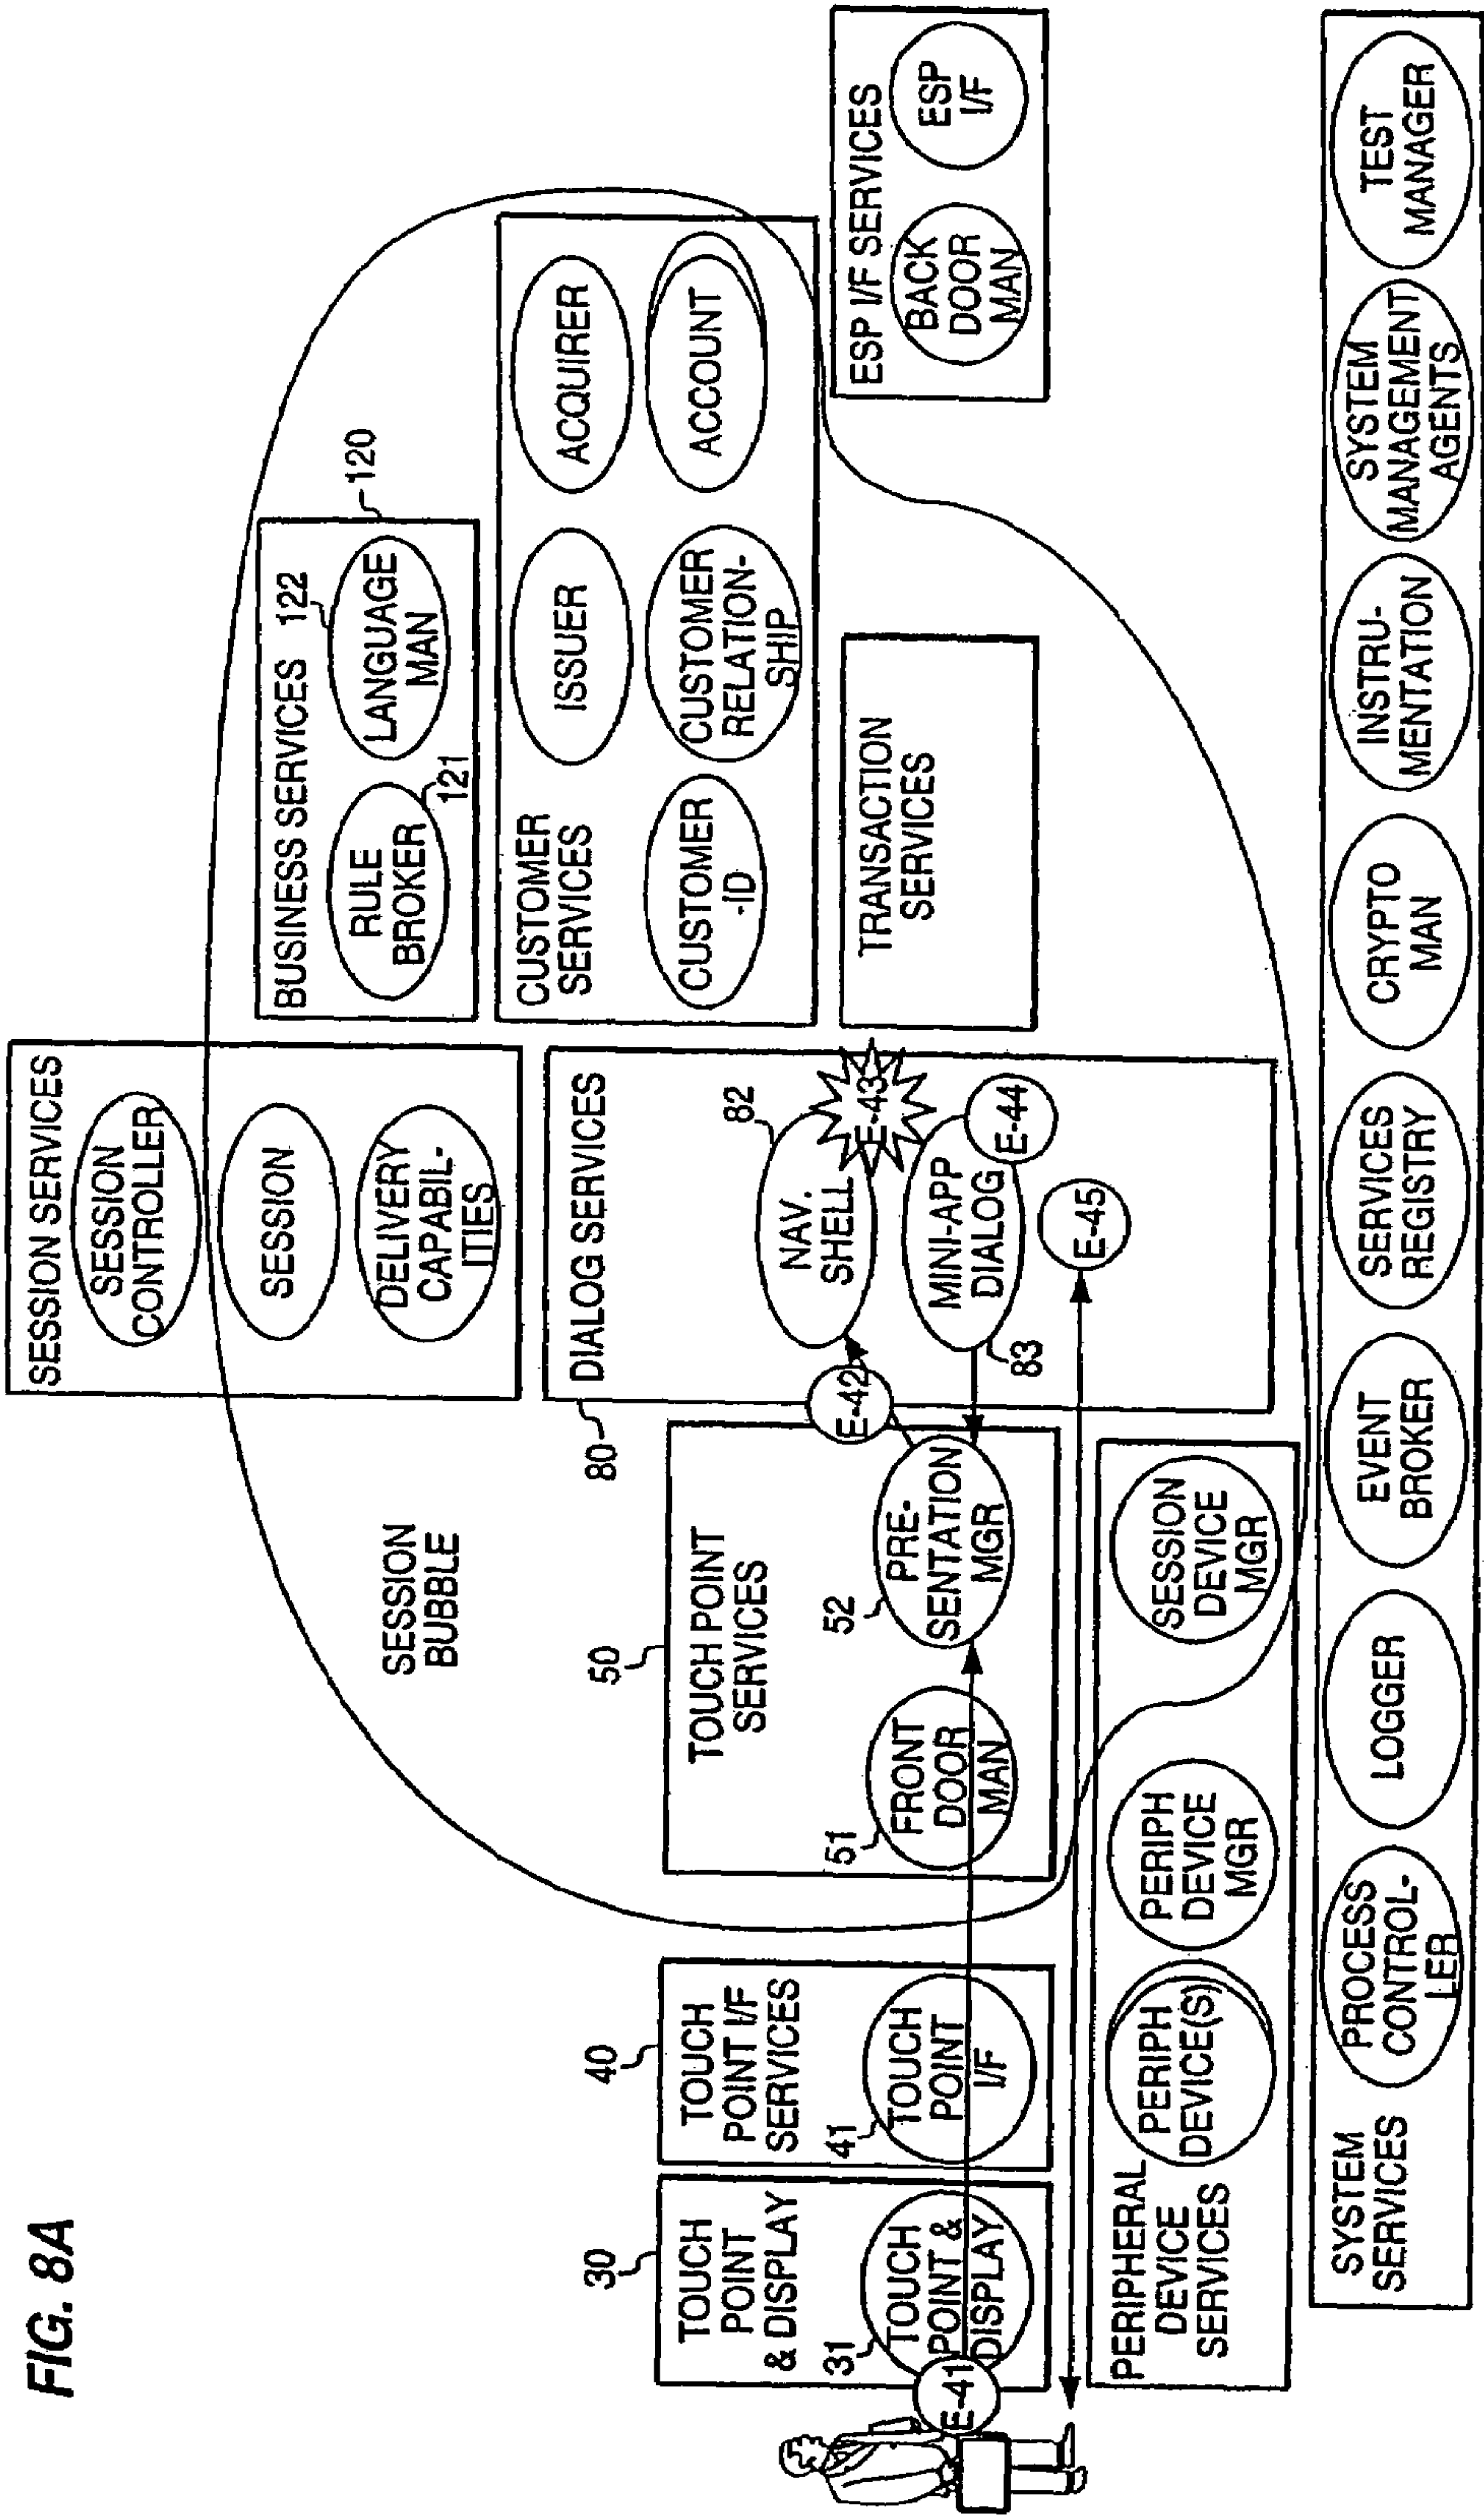 FIG. 8A
SESSION SERVICES
SESSION
CONTROLLER
SESSION
DELIVERY
CAPABIL-
ITIES
SESSION
BUBBLE
BUSINESS SERVICES
122
120
RULE
BROKER
121
LANGUAGE
MAN
CUSTOMER
SERVICES
ISSUER
ACQUIRER
CUSTOMER
-ID
CUSTOMER
RELATION-
SHIP
ACCOUNT
30
TOUCH
POINT
& DISPLAY
31
TOUCH
POINT &
DISPLAY
E-41
40
TOUCH
POINT I/F
SERVICES
41
TOUCH
POINT
I/F
50
TOUCH POINT
SERVICES
51
FRONT
DOOR
MAN
52
PRE-
SENTATION
MGR
80
DIALOG SERVICES
82
NAV.
SHELL
E-42
E-43
MINI-APP
DIALOG
83
E-44
E-45
TRANSACTION
SERVICES
ESP I/F SERVICES
BACK
DOOR
MAN
ESP
I/F
PERIPHERAL
DEVICE
SERVICES
PERIPH
DEVICE(S)
PERIPH
DEVICE
MGR
SESSION
DEVICE
MGR
SYSTEM
SERVICES
PROCESS
CONTROL-
LER
LOGGER
EVENT
BROKER
SERVICES
REGISTRY
CRYPTO
MAN
INSTRU-
MENTATION
SYSTEM
MANAGEMENT
AGENTS
TEST
MANAGER